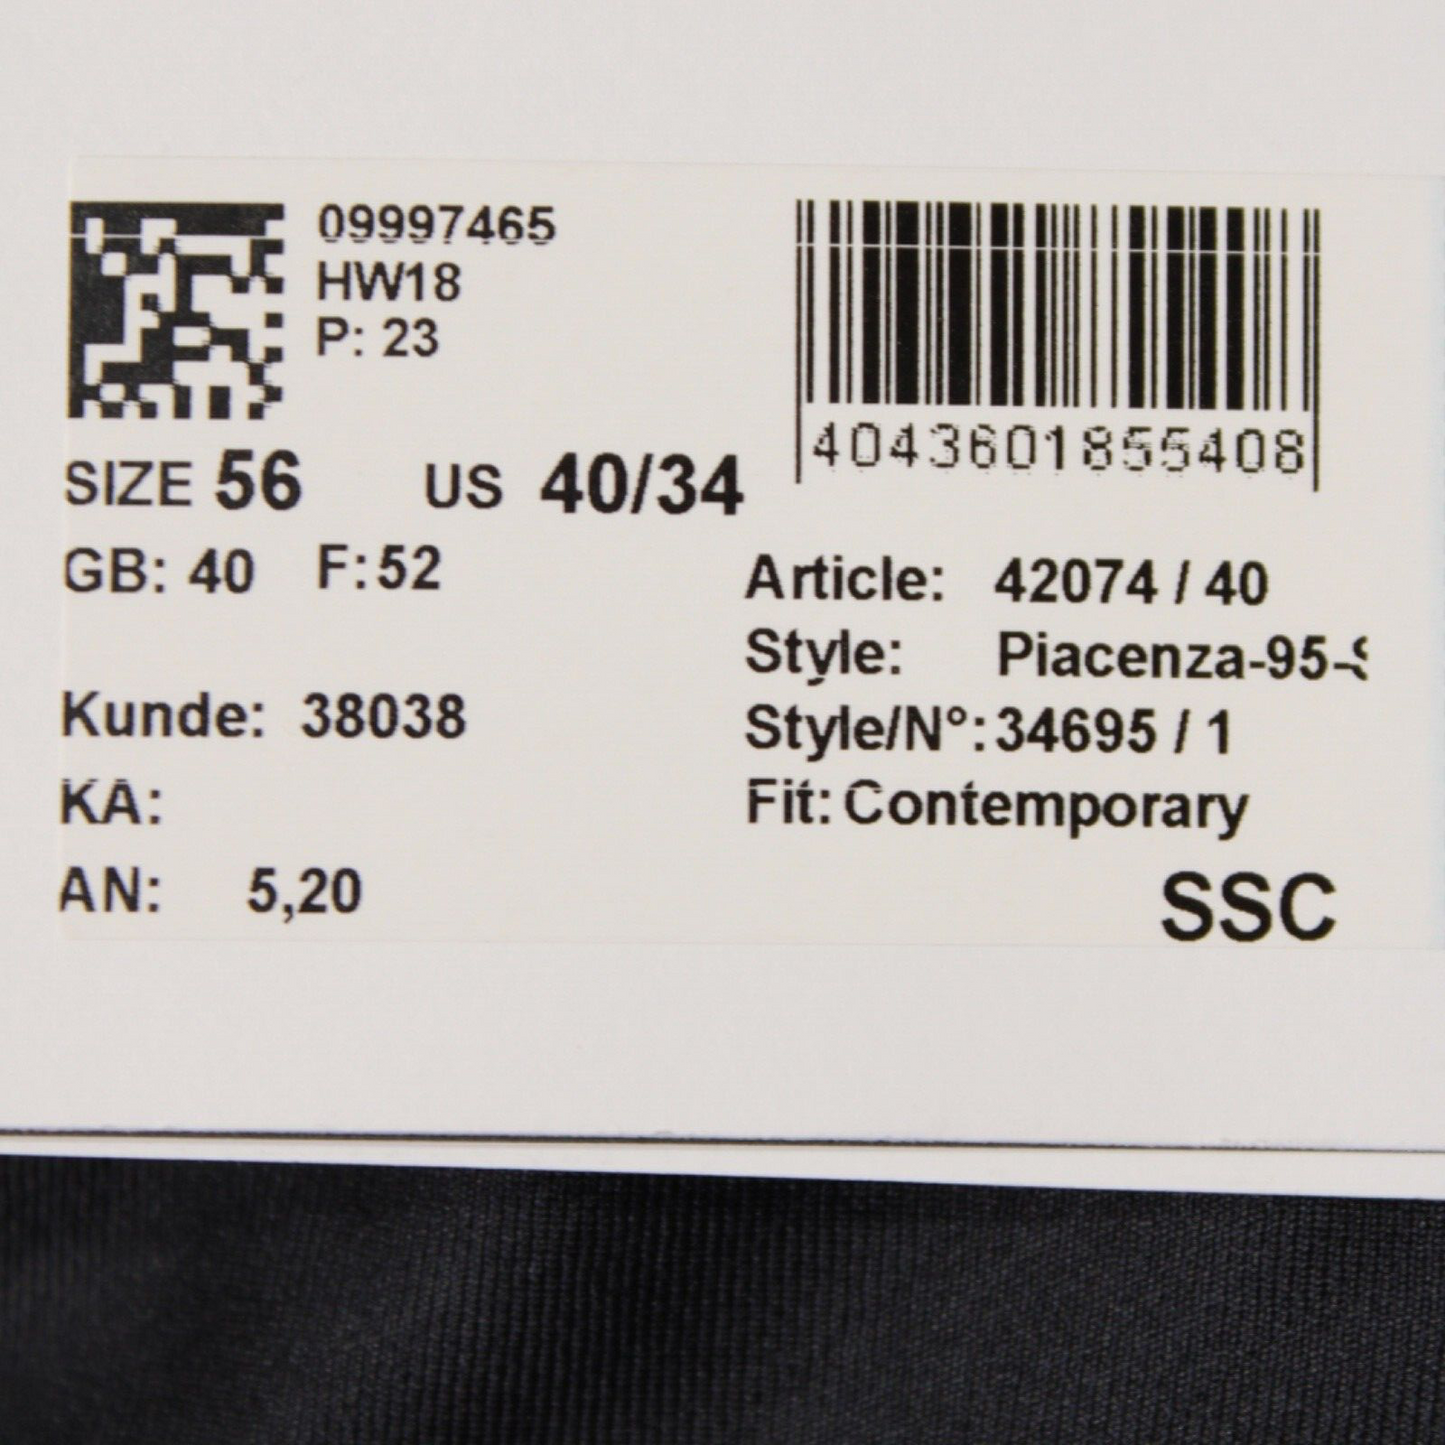 09997465
HW18
P: 23
4043601855408
SIZE 56 US 40/34
GB: 40 F: 52
Article: 42074 / 40
Style: Piacenza-95-S
Kunde: 38038
Style/N°: 34695 / 1
KA:
Fit: Contemporary
AN: 5,20
SSC